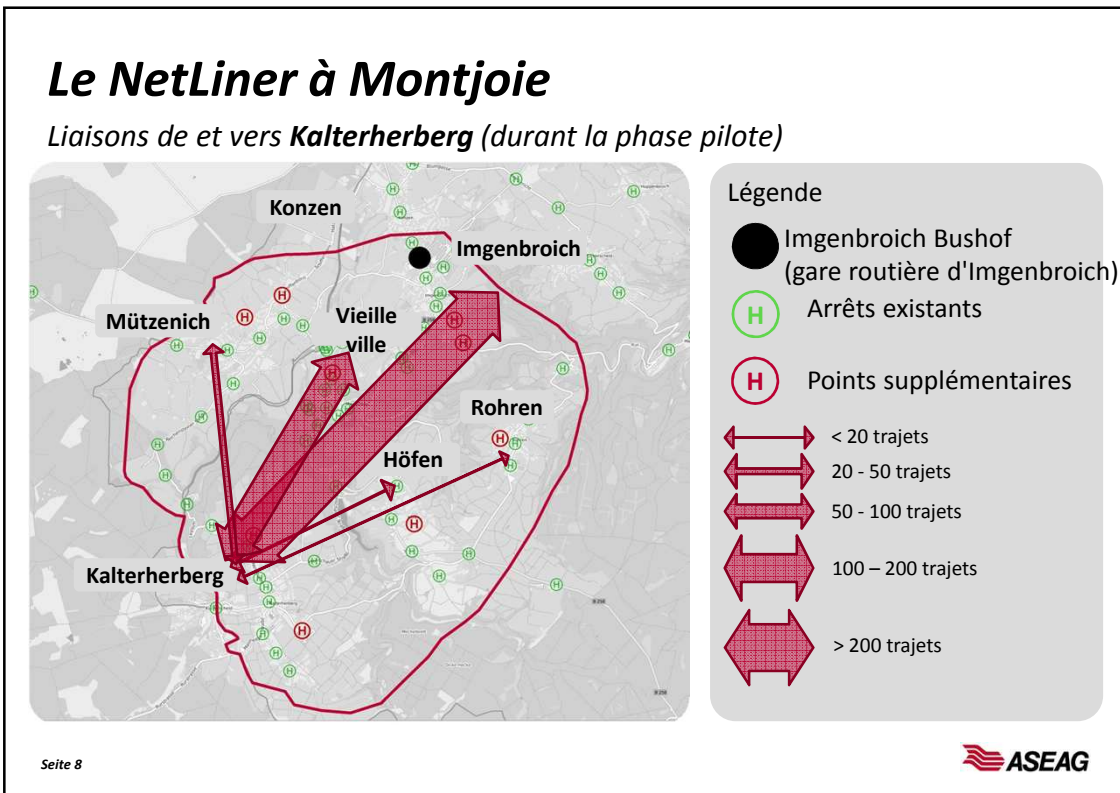 Le NetLiner à Montjoie
Liaisons de et vers Kalterherberg (durant la phase pilote)
Konzen
Imgenbroich
Mützenich
Vieille
ville
Rohren
Höfen
Kalterherberg
Légende
Imgenbroich Bushof
(gare routière d'Imgenbroich)
H Arrêts existants
H Points supplémentaires
< 20 trajets
20 - 50 trajets
50 - 100 trajets
100 – 200 trajets
> 200 trajets
Seite 8
ASEAG